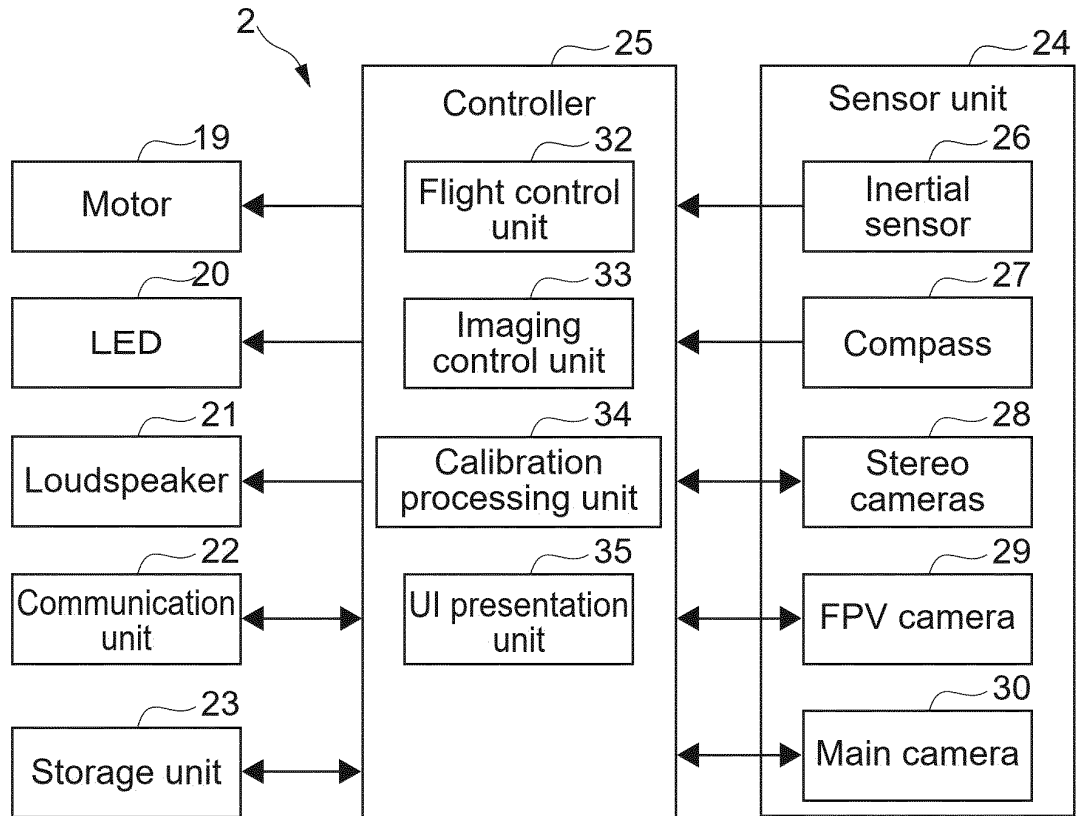 2
25
24
Controller
Sensor unit
19
Motor
32
Flight control
unit
26
Inertial
sensor
20
LED
33
Imaging
control unit
27
Compass
21
Loudspeaker
34
Calibration
processing unit
28
Stereo
cameras
22
Communication
unit
35
UI presentation
unit
29
FPV camera
23
Storage unit
30
Main camera